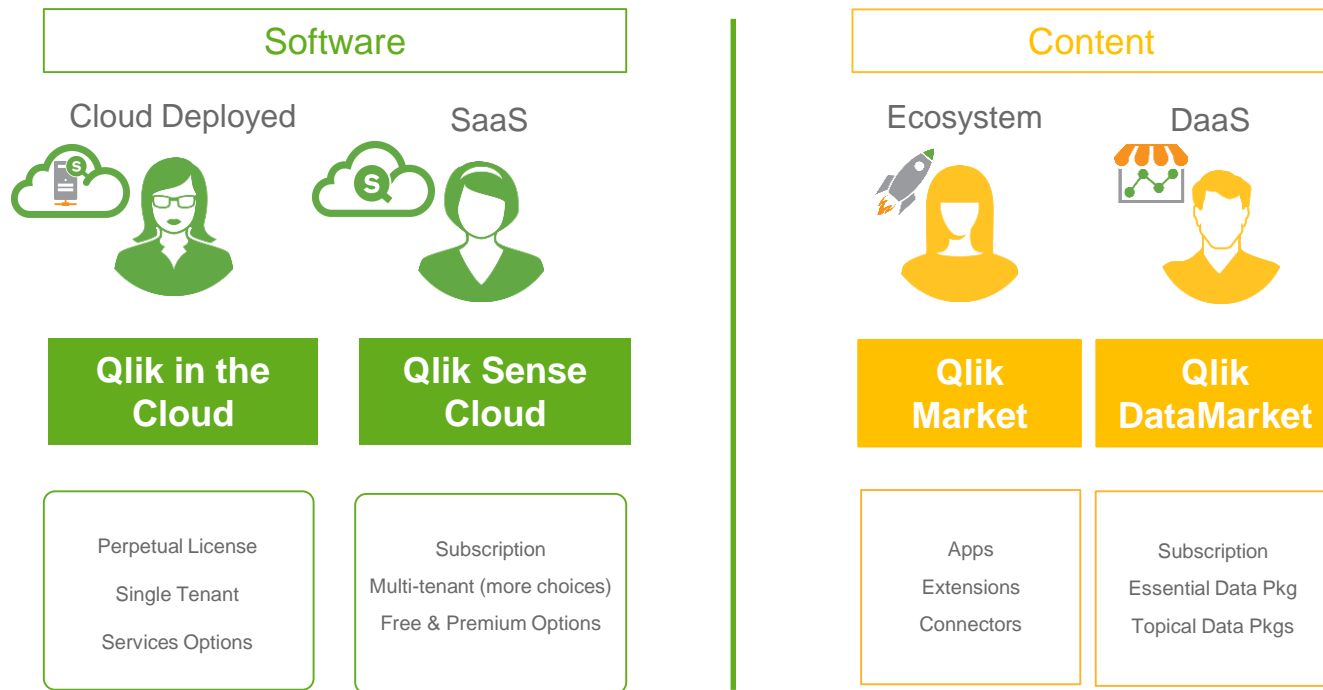 Software
Cloud Deployed
SaaS
S
S
Qlik in the
Cloud
Qlik Sense
Cloud
Perpetual License
Single Tenant
Services Options
Subscription
Multi-tenant (more choices)
Free & Premium Options
Content
Ecosystem
DaaS
Qlik
Market
Qlik
DataMarket
Apps
Extensions
Connectors
Subscription
Essential Data Pkg
Topical Data Pkgs